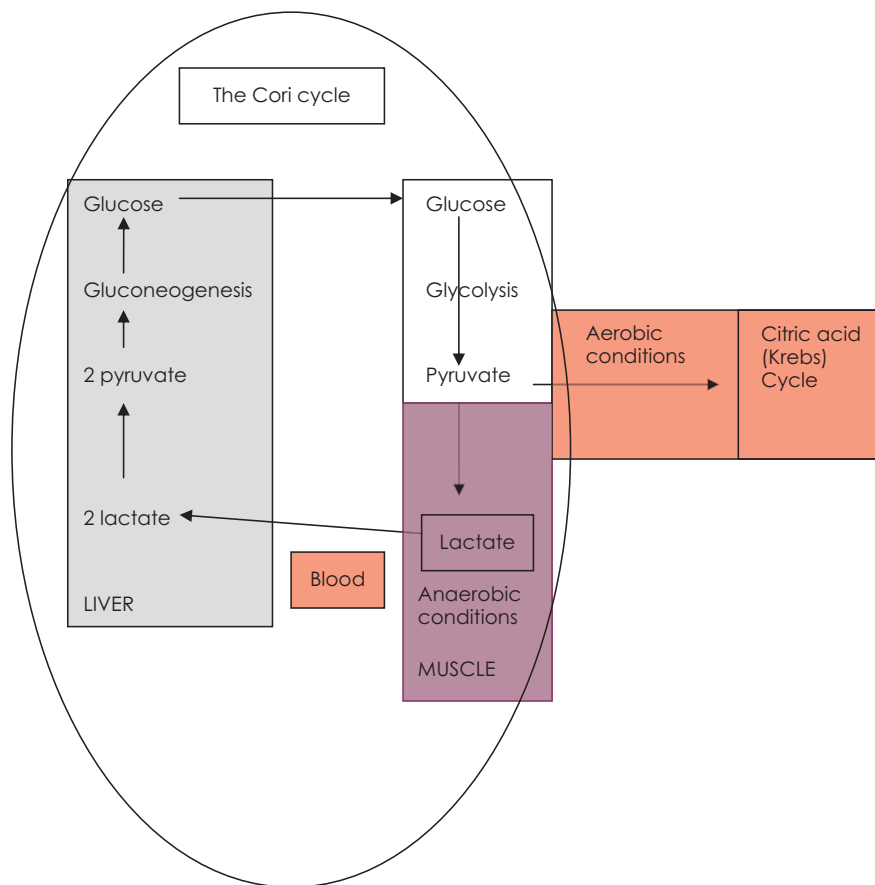 The Cori cycle
Glucose
Gluconeogenesis
2 pyruvate
2 lactate
LIVER
Blood
Glucose
Glycolysis
Pyruvate
Lactate
Anaerobic
conditions
MUSCLE
Aerobic
conditions
Citric acid
(Krebs)
Cycle